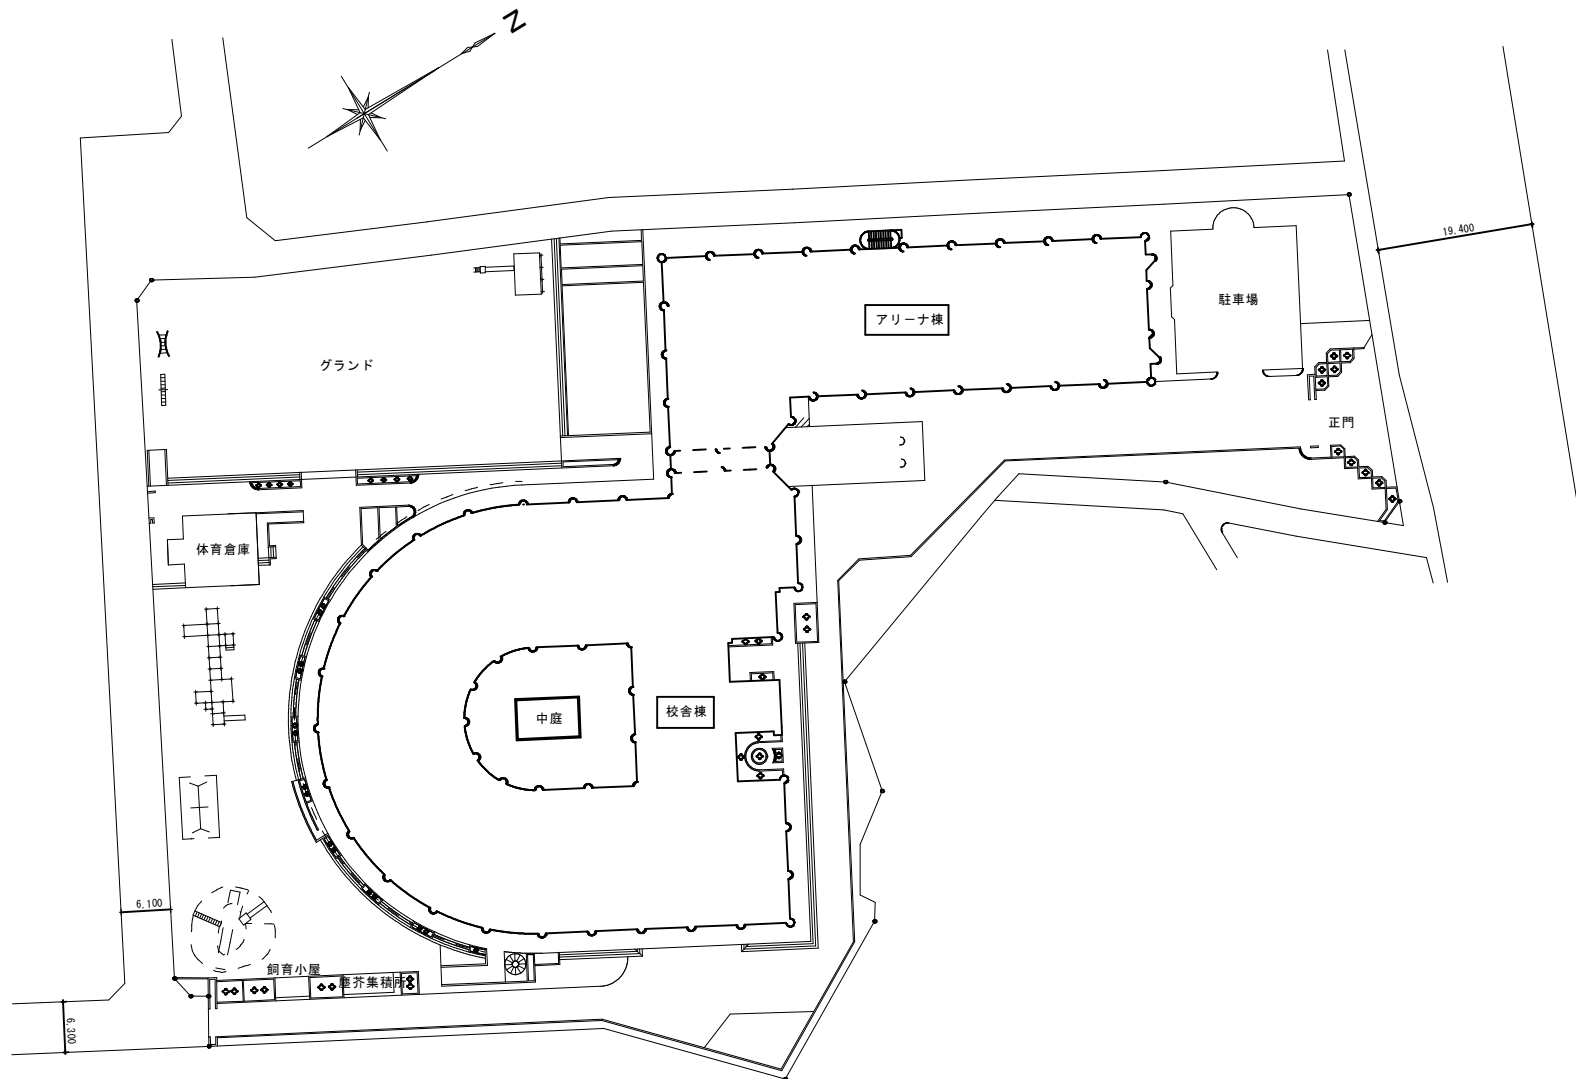 N
19.400
駐車場
アリーナ棟
グランド
正門
体育倉庫
校舎棟
中庭
6.100
飼育小屋
塵芥集積所
6.300